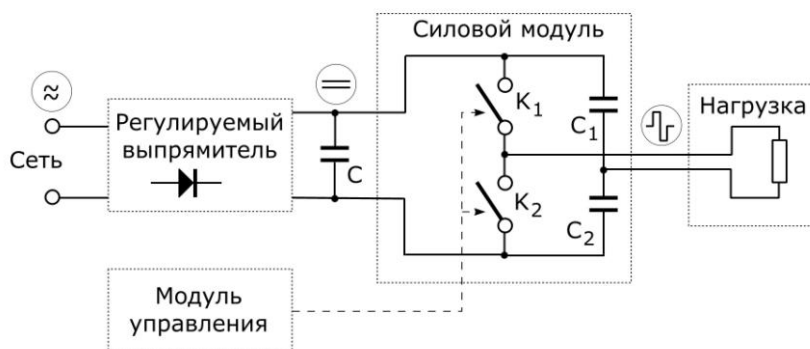 Силовой модуль
Сеть
Регулируемый
выпрямитель
C
K1
K2
C1
C2
Нагрузка
Модуль
управления